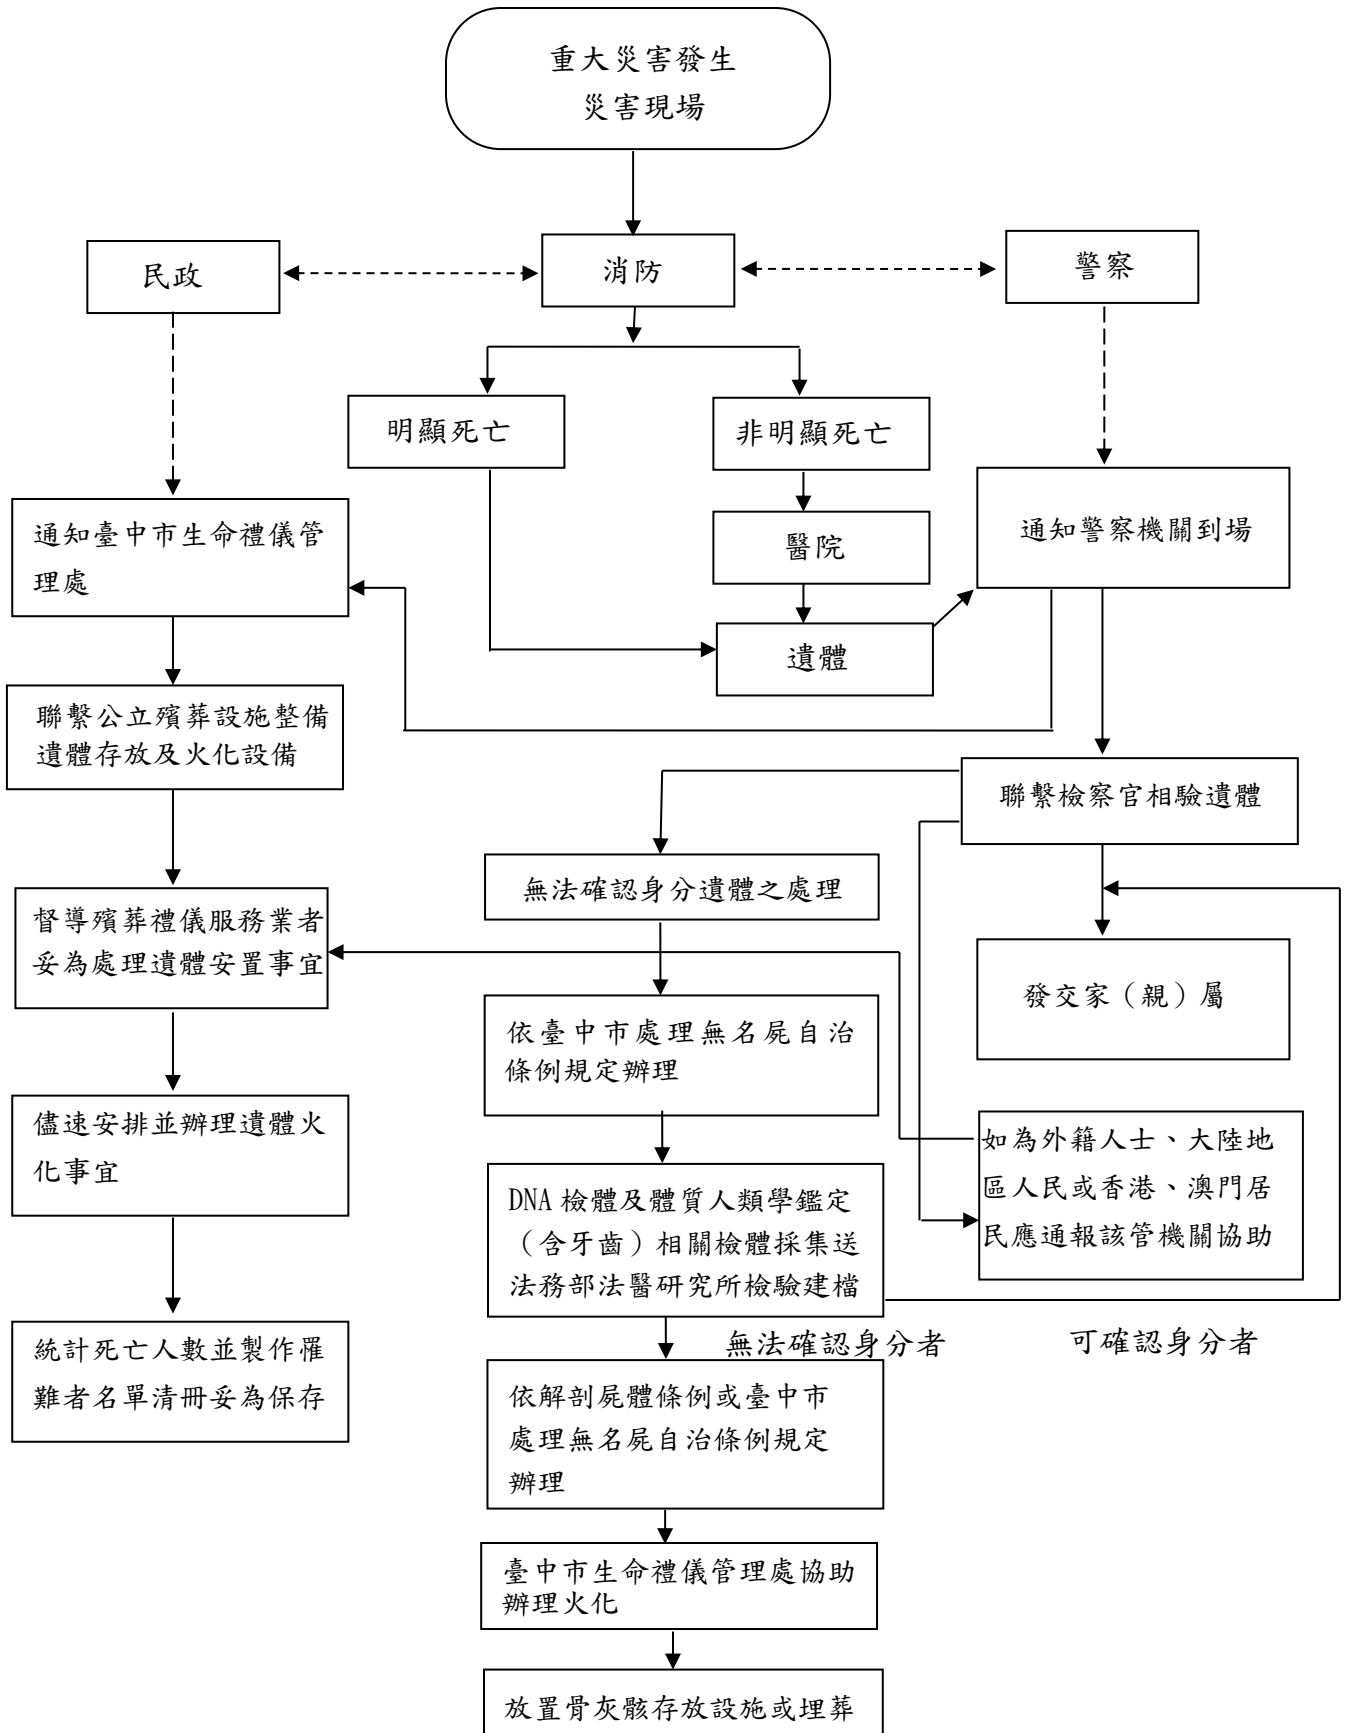 重大災害發生
災害現場
民政
消防
警察
明顯死亡
非明顯死亡
通知臺中市生命禮儀管
理處
醫院
通知警察機關到場
遺體
聯繫公立殯葬設施整備
遺體存放及火化設備
聯繫檢察官相驗遺體
無法確認身分遺體之處理
督導殯葬禮儀服務業者
妥為處理遺體安置事宜
發交家（親）屬
依臺中市處理無名屍自治
條例規定辦理
儘速安排並辦理遺體火
化事宜
如為外籍人士、大陸地
區人民或香港、澳門居
民應通報該管機關協助
DNA 檢體及體質人類學鑑定
（含牙齒）相關檢體採集送
法務部法醫研究所檢驗建檔
無法確認身分者
可確認身分者
統計死亡人數並製作罹
難者名單清冊妥為保存
依解剖屍體條例或臺中市
處理無名屍自治條例規定
辦理
臺中市生命禮儀管理處協助
辦理火化
放置骨灰骸存放設施或埋葬